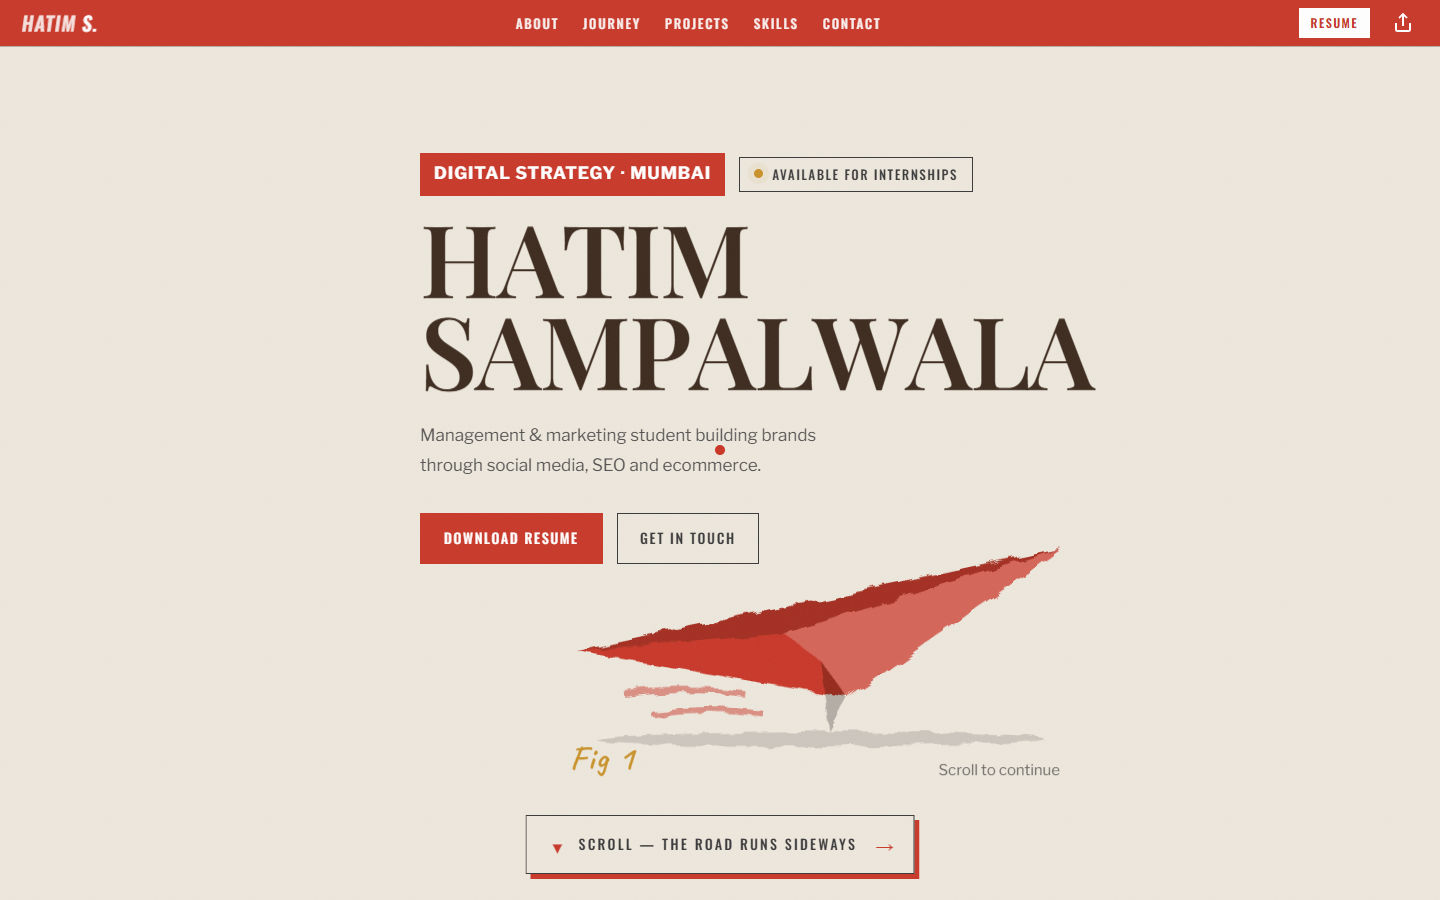 HATIM S.
ABOUT JOURNEY PROJECTS SKILLS CONTACT
RESUME
DIGITAL STRATEGY · MUMBAI
AVAILABLE FOR INTERNSHIPS
HATIM
SAMPALWALA
Management & marketing student building brands
through social media, SEO and ecommerce.
DOWNLOAD RESUME
GET IN TOUCH
Fig 1
Scroll to continue
▼ SCROLL — THE ROAD RUNS SIDEWAYS →